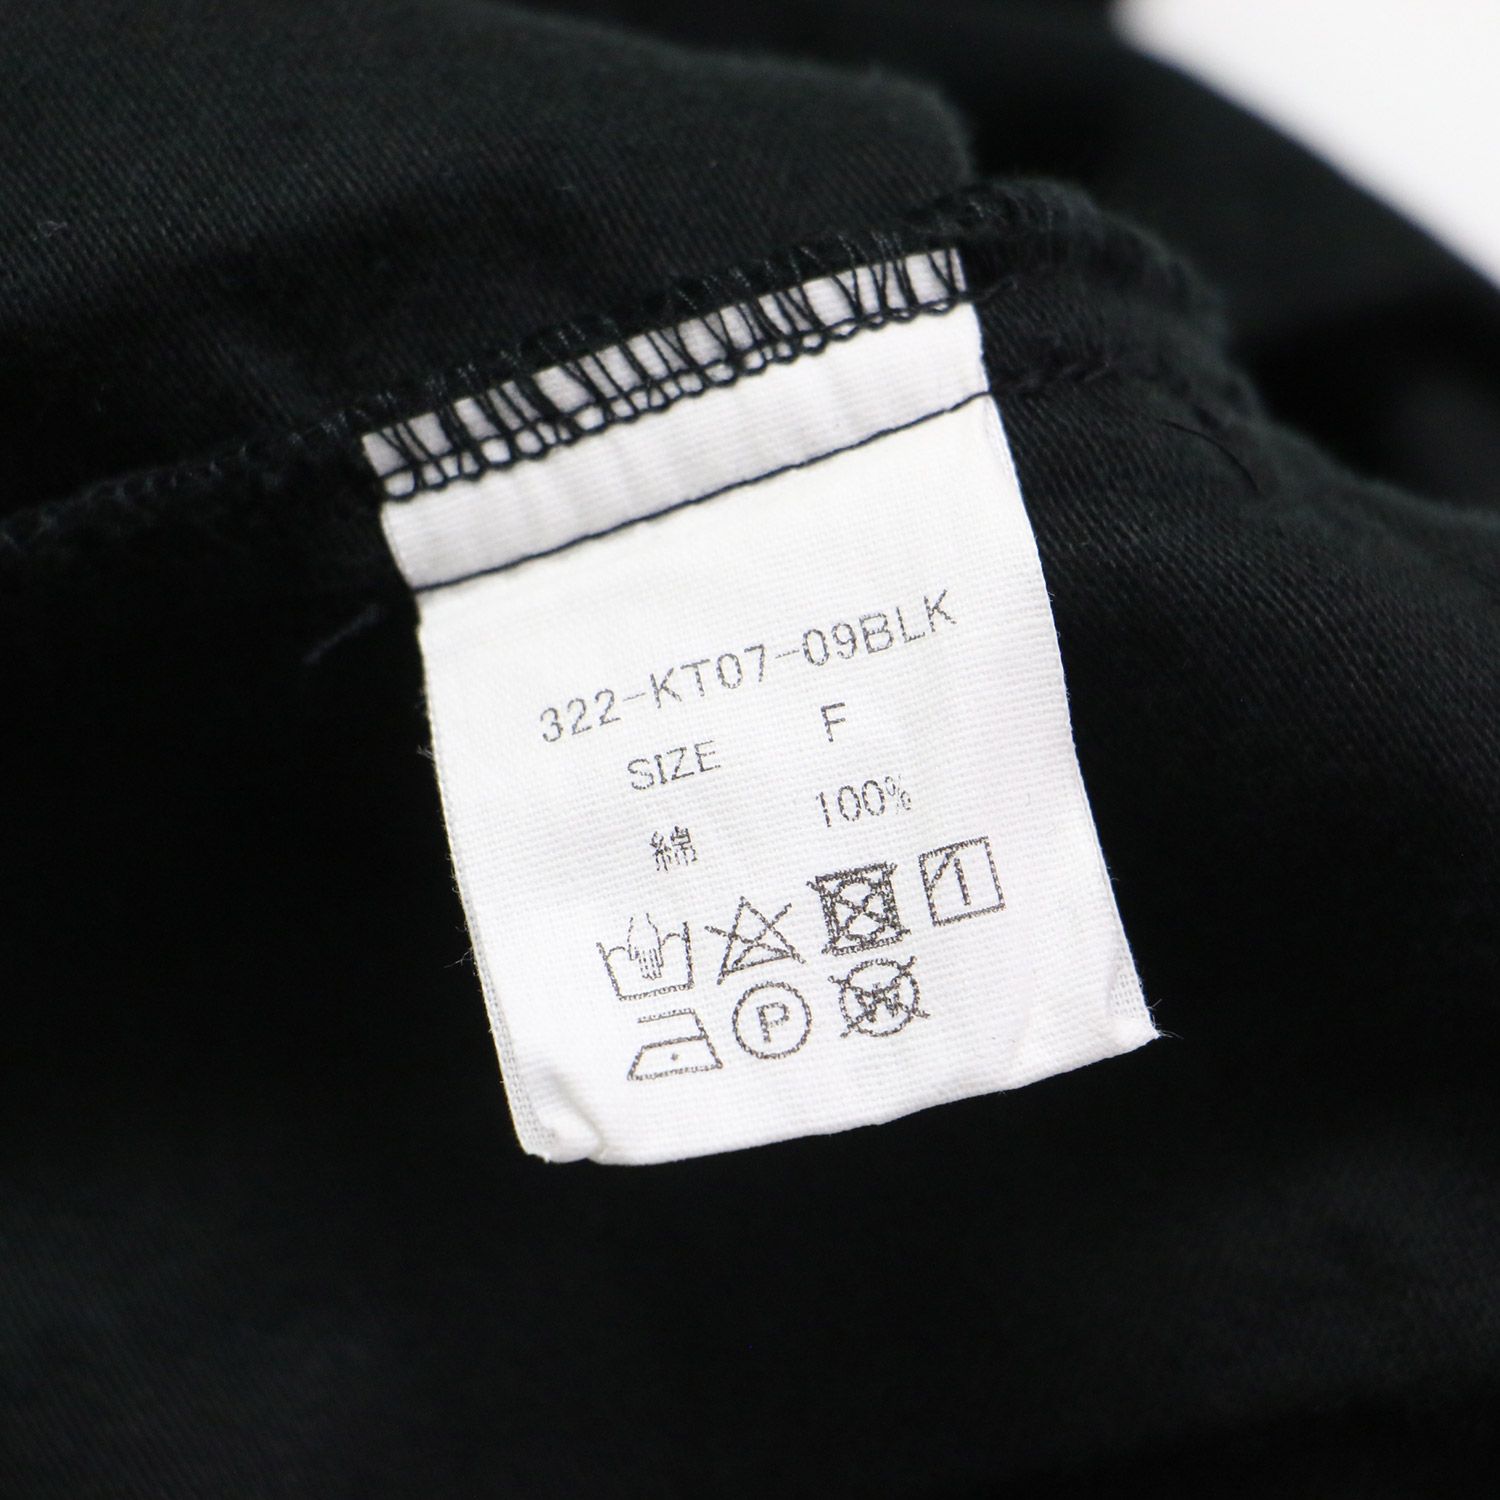 322-KT07-09BLK
SIZE F
綿 100%
P W